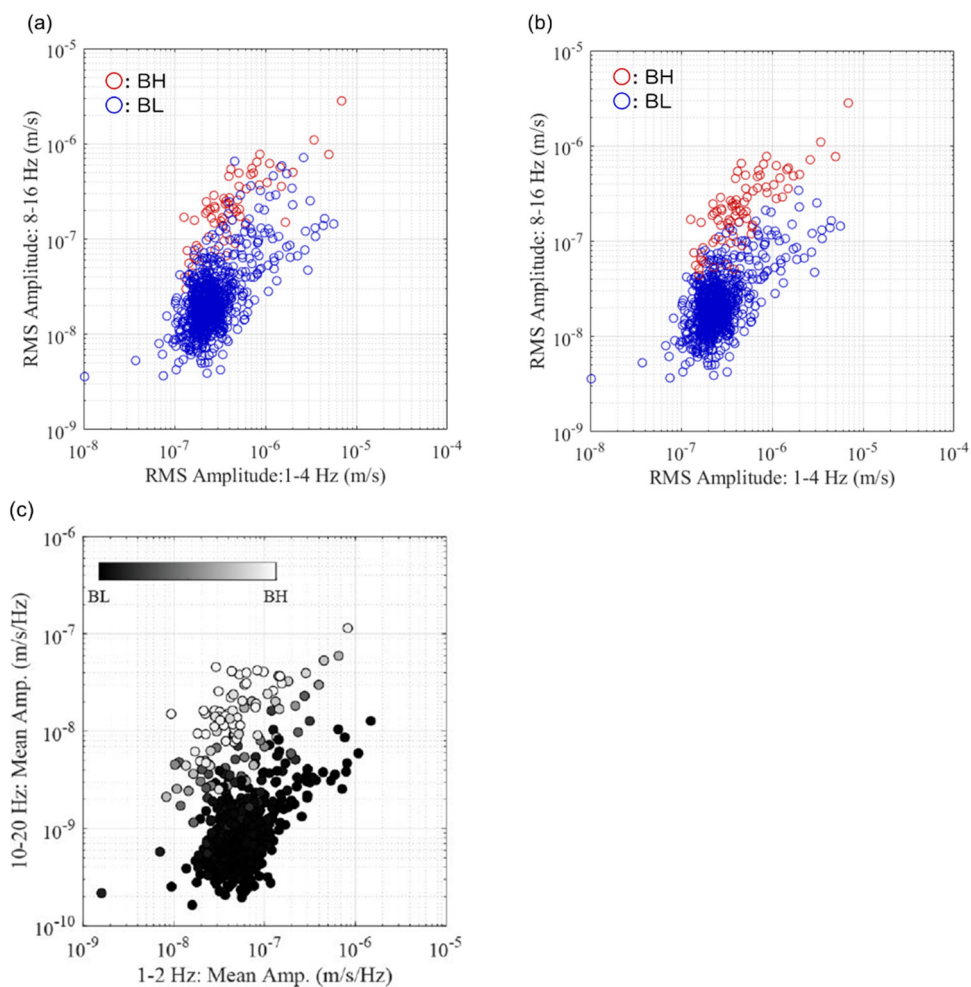 (a)
10^-5
10^-6
10^-7
10^-8
10^-9
RMS Amplitude: 8-16 Hz (m/s)
○: BH
○: BL
10^-8
10^-7
10^-6
10^-5
10^-4
RMS Amplitude:1-4 Hz (m/s)
(b)
10^-5
10^-6
10^-7
10^-8
10^-9
RMS Amplitude: 8-16 Hz (m/s)
○: BH
○: BL
10^-8
10^-7
10^-6
10^-5
10^-4
RMS Amplitude: 1-4 Hz (m/s)
(c)
10^-6
10^-7
10^-8
10^-9
10^-10
10-20 Hz: Mean Amp. (m/s/Hz)
BL
BH
10^-9
10^-8
10^-7
10^-6
10^-5
1-2 Hz: Mean Amp. (m/s/Hz)